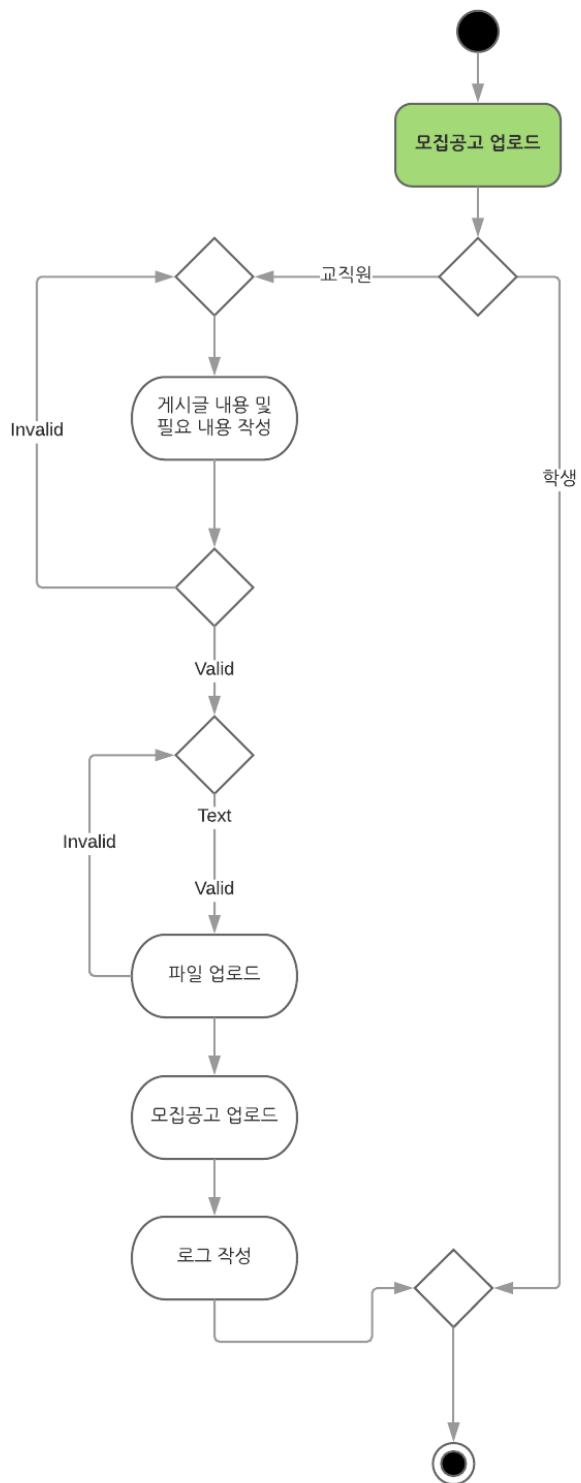 모집공고 업로드
교직원
게시글 내용 및
필요 내용 작성
Invalid
학생
Valid
Text
Invalid
Valid
파일 업로드
모집공고 업로드
로그 작성